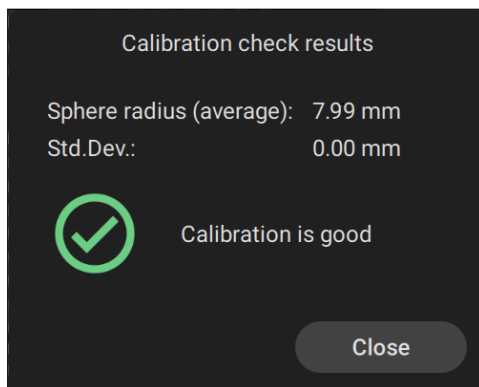 Calibration check results
Sphere radius (average): 7.99 mm
Std.Dev.: 0.00 mm
Calibration is good
Close